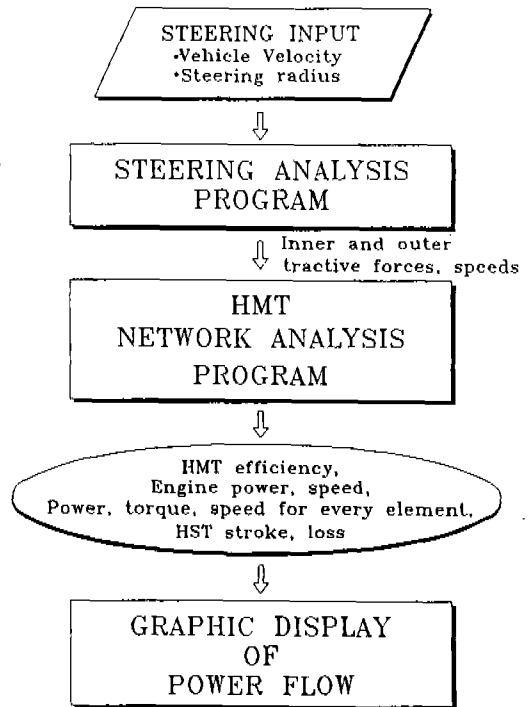 STEERING INPUT
•Vehicle Velocity
•Steering radius
STEERING ANALYSIS
PROGRAM
Inner and outer
tractive forces, speeds
HMT
NETWORK ANALYSIS
PROGRAM
HMT efficiency,
Engine power, speed,
Power, torque, speed for every element,
HST stroke, loss
GRAPHIC DISPLAY
OF
POWER FLOW